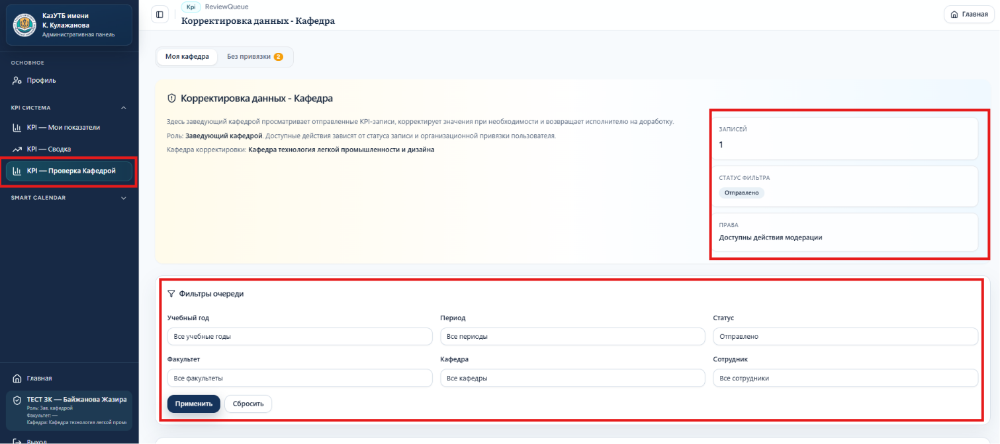 КазУТБ имени
К. Кулажанова
Административная панель
ОСНОВНОЕ
Профиль
KPI СИСТЕМА
KPI — Мои показатели
KPI — Сводка
KPI — Проверка Кафедрой
SMART CALENDAR
Главная
ТЕСТ ЗК — Байжанова Жазира
Роль: Зав. кафедрой
Факультет: —
Кафедра: Кафедра технология легкой
Выход
Kpi ReviewQueue
Корректировка данных - Кафедра
Главная
Моя кафедра Без привязки 2
Корректировка данных - Кафедра
Здесь заведующий кафедрой просматривает отправленные KPI-записи, корректирует значения при необходимости и возвращает исполнителю на доработку.
Роль: Заведующий кафедрой. Доступные действия зависят от статуса записи и организационной привязки пользователя.
Кафедра корректировки: Кафедра технология легкой промышленности и дизайна
ЗАПИСЕЙ
1
СТАТУС ФИЛЬТРА
Отправлено
ПРАВА
Доступны действия модерации
Фильтры очереди
Учебный год Период Статус
Все учебные годы Все периоды Отправлено
Факультет Кафедра Сотрудник
Все факультеты Все кафедры Все сотрудники
Применить Сбросить